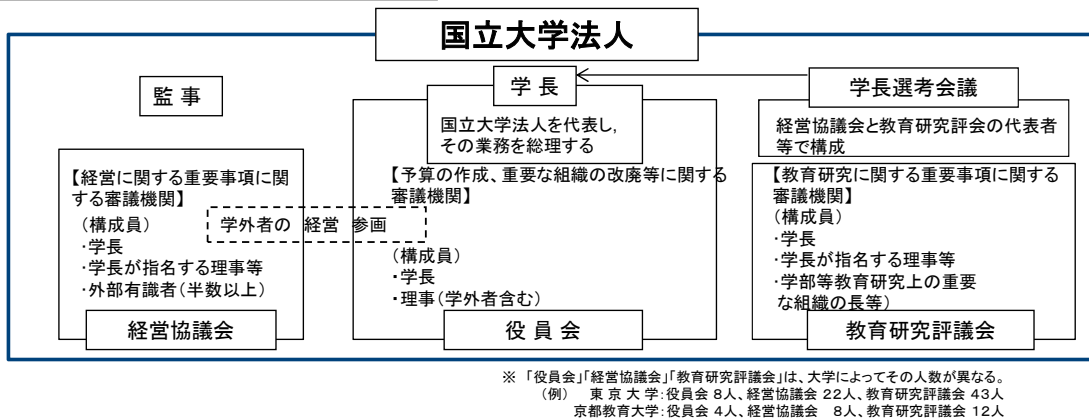 国立大学法人
監 事
学 長
学長選考会議
国立大学法人を代表し，
その業務を総理する
経営協議会と教育研究評会の代表者
等で構成
【経営に関する重要事項に関
する審議機関】
（構成員）
・学長
・学長が指名する理事等
・外部有識者（半数以上）
経営協議会
学外者の 経営 参画
【予算の作成、重要な組織の改廃等に関する
審議機関】
（構成員）
・学長
・理事（学外者含む）
役 員 会
【教育研究に関する重要事項に関する
審議機関】
（構成員）
・学長
・学長が指名する理事等
・学部等教育研究上の重要
な組織の長等）
教育研究評議会
※ 「役員会」「経営協議会」「教育研究評議会」は、大学によってその人数が異なる。
（例） 東 京 大 学：役員会 8人、経営協議会 22人、教育研究評議会 43人
京都教育大学：役員会 4人、経営協議会 8人、教育研究評議会 12人